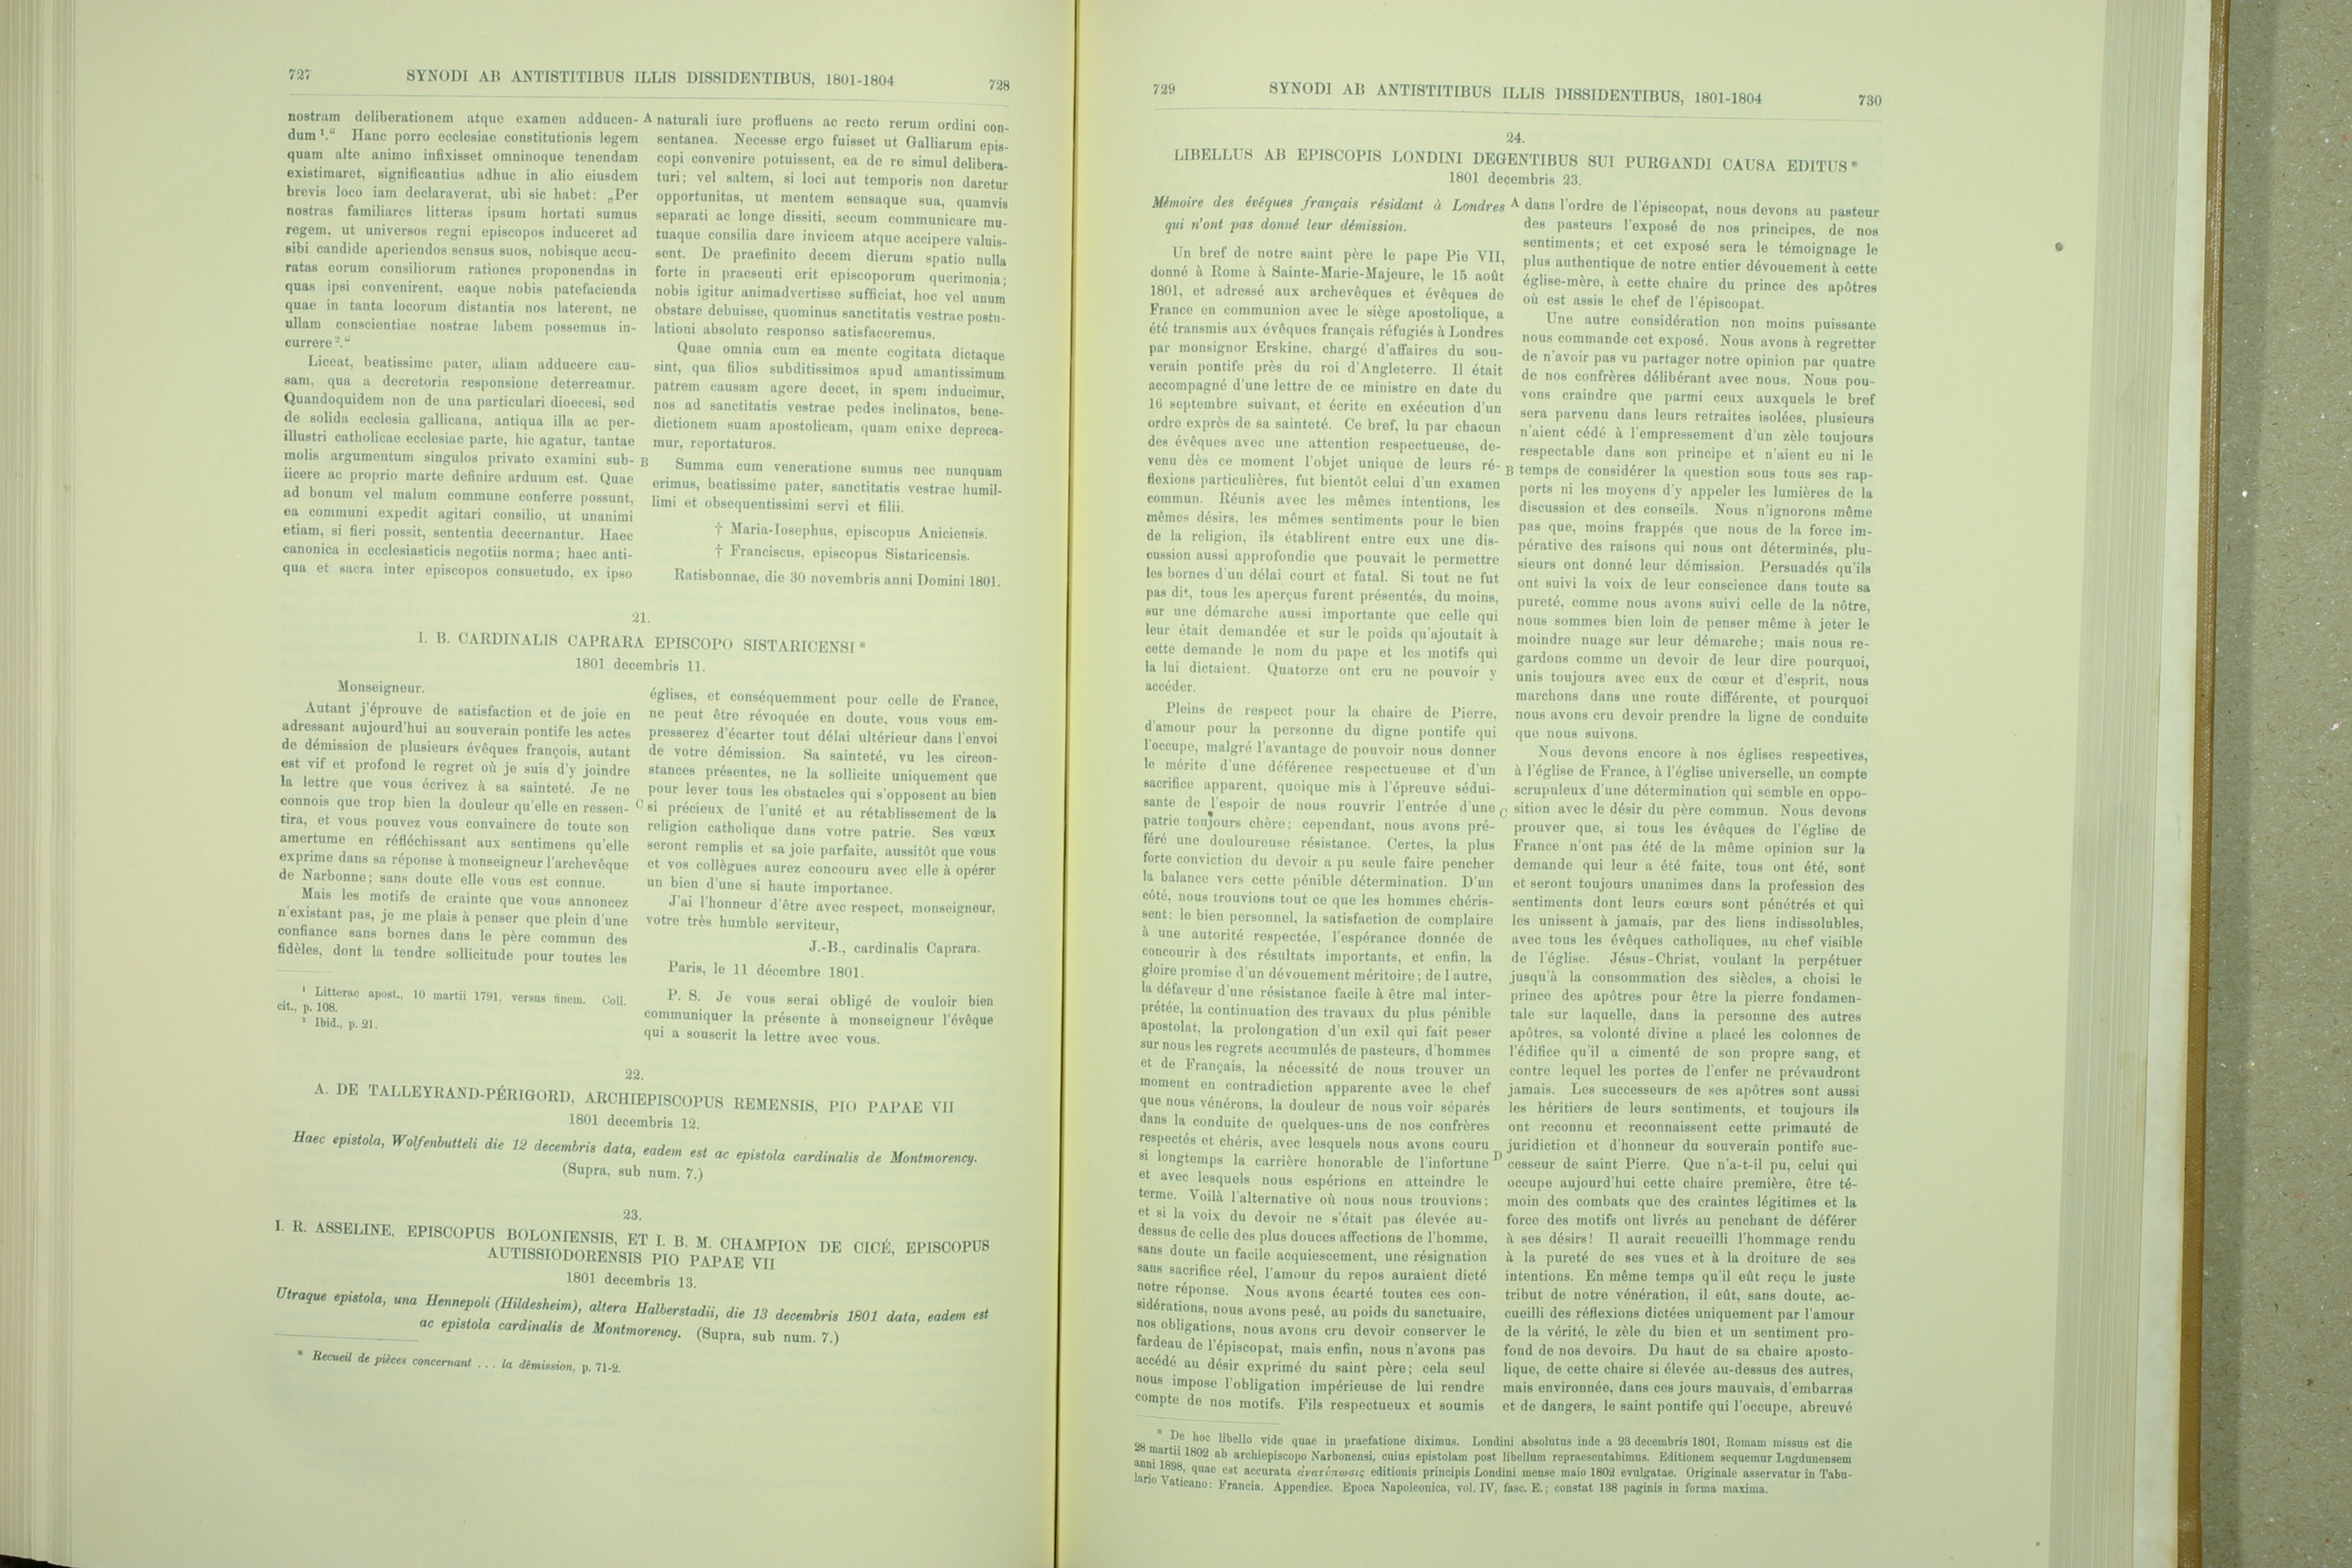 727
SYNODI AB ANTISTITIBUS ILLIS DISSIDENTIBUS, 1801-1804
728
nostram deliberationem atque examen adducen-
dum ¹.“ Hanc porro ecclesiae constitutionis legem
quam alte animo infixisset omninoque tenendam
existimaret, significantius adhuc in alio eiusdem
brevis loco iam declaraverat, ubi sic habet: „Per
nostras familiares litteras ipsum hortati sumus
regem, ut universos regni episcopos induceret ad
sibi candide aperiendos sensus suos, nobisque accu-
ratas eorum consiliorum rationes proponendas in
quas ipsi convenirent, eaque nobis patefacienda
quae in tanta locorum distantia nos laterent, ne
ullam conscientiae nostrae labem possemus in-
currere ².“
Liceat, beatissime pater, aliam adducere cau-
sam, qua a decretoria responsione deterreamur.
Quandoquidem non de una particulari dioecesi, sed
de solida ecclesia gallicana, antiqua illa ac per-
illustri catholicae ecclesiae parte, hic agatur, tantae
molis argumentum singulos privato examini sub-
iicere ac proprio marte definire arduum est. Quae
ad bonum vel malum commune conferre possunt,
ea communi expedit agitari consilio, ut unanimi
etiam, si fieri possit, sententia decernantur. Haec
canonica in ecclesiasticis negotiis norma; haec anti-
qua et sacra inter episcopos consuetudo, ex ipso
A naturali iure profluens ac recto rerum ordini con-
sentanea. Necesse ergo fuisset ut Galliarum epis-
copi convenire potuissent, ea de re simul delibera-
turi; vel saltem, si loci aut temporis non daretur
opportunitas, ut mentem sensaque sua, quamvis
separati ac longe dissiti, secum communicare mu-
tuaque consilia dare invicem atque accipere valuis-
sent. De praefinito decem dierum spatio nulla
forte in praesenti erit episcoporum querimonia;
nobis igitur animadvertisse sufficiat, hoc vel unum
obstare debuisse, quominus sanctitatis vestrae postu-
lationi absoluto responso satisfaceremus.
Quae omnia cum ea mente cogitata dictaque
sint, qua filios subditissimos apud amantissimum
patrem causam agere decet, in spem inducimur,
nos ad sanctitatis vestrae pedes inclinatos, bene-
dictionem suam apostolicam, quam enixe depreca-
mur, reportaturos.
B Summa cum veneratione sumus nec nunquam
erimus, beatissime pater, sanctitatis vestrae humil-
limi et obsequentissimi servi et filii.
† Maria-Iosephus, episcopus Aniciensis.
† Franciscus, episcopus Sistaricensis.
Ratisbonnae, die 30 novembris anni Domini 1801.
21.
I. B. CARDINALIS CAPRARA EPISCOPO SISTARICENSI *
1801 decembris 11.
Monseigneur.
Autant j'éprouve de satisfaction et de joie en
adressant aujourd'hui au souverain pontife les actes
de démission de plusieurs évêques françois, autant
est vif et profond le regret où je suis d'y joindre
la lettre que vous écrivez à sa sainteté. Je ne
connois que trop bien la douleur qu'elle en ressen-
tira, et vous pouvez vous convaincre de toute son
amertume en réfléchissant aux sentimens qu'elle
exprime dans sa réponse à monseigneur l'archevêque
de Narbonne; sans doute elle vous est connue.
Mais les motifs de crainte que vous annoncez
n'existant pas, je me plais à penser que plein d'une
confiance sans bornes dans le père commun des
fidèles, dont la tendre sollicitude pour toutes les
¹ Litterae apost., 10 martii 1791, versus finem. Coll.
cit., p. 108.
² Ibid., p. 21.
églises, et conséquemment pour celle de France,
ne peut être révoquée en doute, vous vous em-
presserez d'écarter tout délai ultérieur dans l'envoi
de votre démission. Sa sainteté, vu les circon-
stances présentes, ne la sollicite uniquement que
pour lever tous les obstacles qui s'opposent au bien
C si précieux de l'unité et au rétablissement de la
religion catholique dans votre patrie. Ses vœux
seront remplis et sa joie parfaite, aussitôt que vous
et vos collègues aurez concouru avec elle à opérer
un bien d'une si haute importance.
J'ai l'honneur d'être avec respect, monseigneur,
votre très humble serviteur,
J.-B., cardinalis Caprara.
Paris, le 11 décembre 1801.
P. S. Je vous serai obligé de vouloir bien
communiquer la présente à monseigneur l'évêque
qui a souscrit la lettre avec vous.
22.
A. DE TALLEYRAND-PÉRIGORD, ARCHIEPISCOPUS REMENSIS, PIO PAPAE VII
1801 decembris 12.
Haec epistola, Wolfenbutteli die 12 decembris data, eadem est ac epistola cardinalis de Montmorency.
(Supra, sub num. 7.)
23.
I. R. ASSELINE, EPISCOPUS BOLONIENSIS, ET I. B. M. CHAMPION DE CICÉ, EPISCOPUS
AUTISSIODORENSIS PIO PAPAE VII
1801 decembris 13.
Utraque epistola, una Hennepoli (Hildesheim), altera Halberstadii, die 13 decembris 1801 data, eadem est
ac epistola cardinalis de Montmorency. (Supra, sub num. 7.)
* Recueil de pièces concernant . . . la démission, p. 71-2.
729
SYNODI AB ANTISTITIBUS ILLIS DISSIDENTIBUS, 1801-1804
730
24.
LIBELLUS AB EPISCOPIS LONDINI DEGENTIBUS SUI PURGANDI CAUSA EDITUS *
1801 decembris 23.
Mémoire des évêques français résidant à Londres
qui n'ont pas donné leur démission.
Un bref de notre saint père le pape Pie VII,
donné à Rome à Sainte-Marie-Majeure, le 15 août
1801, et adressé aux archevêques et évêques de
France en communion avec le siège apostolique, a
été transmis aux évêques français réfugiés à Londres
par monsignor Erskine, chargé d'affaires du sou-
verain pontife près du roi d'Angleterre. Il était
accompagné d'une lettre de ce ministre en date du
16 septembre suivant, et écrite en exécution d'un
ordre exprès de sa sainteté. Ce bref, lu par chacun
des évêques avec une attention respectueuse, de-
venu dès ce moment l'objet unique de leurs ré-
flexions particulières, fut bientôt celui d'un examen
commun. Réunis avec les mêmes intentions, les
mêmes désirs, les mêmes sentiments pour le bien
de la religion, ils établirent entre eux une dis-
cussion aussi approfondie que pouvait le permettre
les bornes d'un délai court et fatal. Si tout ne fut
pas dit, tous les aperçus furent présentés, du moins,
sur une démarche aussi importante que celle qui
leur était demandée et sur le poids qu'ajoutait à
cette demande le nom du pape et les motifs qui
la lui dictaient. Quatorze ont cru ne pouvoir y
accéder.
Pleins de respect pour la chaire de Pierre,
d'amour pour la personne du digne pontife qui
l'occupe, malgré l'avantage de pouvoir nous donner
le mérite d'une déférence respectueuse et d'un
sacrifice apparent, quoique mis à l'épreuve sédui-
sante de l'espoir de nous rouvrir l'entrée d'une
patrie toujours chère; cependant, nous avons pré-
féré une douloureuse résistance. Certes, la plus
forte conviction du devoir a pu seule faire pencher
la balance vers cette pénible détermination. D'un
côté, nous trouvions tout ce que les hommes chéris-
sent: le bien personnel, la satisfaction de complaire
à une autorité respectée, l'espérance donnée de
concourir à des résultats importants, et enfin, la
gloire promise d'un dévouement méritoire; de l'autre,
la défaveur d'une résistance facile à être mal inter-
prétée, la continuation des travaux du plus pénible
apostolat, la prolongation d'un exil qui fait peser
sur nous les regrets accumulés de pasteurs, d'hommes
et de Français, la nécessité de nous trouver un
moment en contradiction apparente avec le chef
que nous vénérons, la douleur de nous voir séparés
dans la conduite de quelques-uns de nos confrères
respectés et chéris, avec lesquels nous avons couru
si longtemps la carrière honorable de l'infortune
et avec lesquels nous espérions en atteindre le
terme. Voilà l'alternative où nous nous trouvions;
et si la voix du devoir ne s'était pas élevée au-
dessus de celle des plus douces affections de l'homme,
sans doute un facile acquiescement, une résignation
sans sacrifice réel, l'amour du repos auraient dicté
notre réponse. Nous avons écarté toutes ces con-
sidérations, nous avons pesé, au poids du sanctuaire,
nos obligations, nous avons cru devoir conserver le
fardeau de l'épiscopat, mais enfin, nous n'avons pas
accédé au désir exprimé du saint père; cela seul
nous impose l'obligation impérieuse de lui rendre
compte de nos motifs. Fils respectueux et soumis
A dans l'ordre de l'épiscopat, nous devons au pasteur
des pasteurs l'exposé de nos principes, de nos
sentiments; et cet exposé sera le témoignage le
plus authentique de notre entier dévouement à cette
église-mère, à cette chaire du prince des apôtres
où est assis le chef de l'épiscopat.
Une autre considération non moins puissante
nous commande cet exposé. Nous avons à regretter
de n'avoir pas vu partager notre opinion par quatre
de nos confrères délibérant avec nous. Nous pou-
vons craindre que parmi ceux auxquels le bref
sera parvenu dans leurs retraites isolées, plusieurs
n'aient cédé à l'empressement d'un zèle toujours
respectable dans son principe et n'aient eu ni le
B temps de considérer la question sous tous ses rap-
ports ni les moyens d'y appeler les lumières de la
discussion et des conseils. Nous n'ignorons même
pas que, moins frappés que nous de la force im-
pérative des raisons qui nous ont déterminés, plu-
sieurs ont donné leur démission. Persuadés qu'ils
ont suivi la voix de leur conscience dans toute sa
pureté, comme nous avons suivi celle de la nôtre,
nous sommes bien loin de penser même à jeter le
moindre nuage sur leur démarche; mais nous re-
gardons comme un devoir de leur dire pourquoi,
unis toujours avec eux de cœur et d'esprit, nous
marchons dans une route différente, et pourquoi
nous avons cru devoir prendre la ligne de conduite
que nous suivons.
Nous devons encore à nos églises respectives,
à l'église de France, à l'église universelle, un compte
scrupuleux d'une détermination qui semble en oppo-
C sition avec le désir du père commun. Nous devons
prouver que, si tous les évêques de l'église de
France n'ont pas été de la même opinion sur la
demande qui leur a été faite, tous ont été, sont
et seront toujours unanimes dans la profession des
sentiments dont leurs cœurs sont pénétrés et qui
les unissent à jamais, par des liens indissolubles,
avec tous les évêques catholiques, au chef visible
de l'église. Jésus-Christ, voulant la perpétuer
jusqu'à la consommation des siècles, a choisi le
prince des apôtres pour être la pierre fondamen-
tale sur laquelle, dans la personne des autres
apôtres, sa volonté divine a placé les colonnes de
l'édifice qu'il a cimenté de son propre sang, et
contre lequel les portes de l'enfer ne prévaudront
jamais. Les successeurs de ses apôtres sont aussi
les héritiers de leurs sentiments, et toujours ils
ont reconnu et reconnaissent cette primauté de
juridiction et d'honneur du souverain pontife suc-
D cesseur de saint Pierre. Que n'a-t-il pu, celui qui
occupe aujourd'hui cette chaire première, être té-
moin des combats que des craintes légitimes et la
force des motifs ont livrés au penchant de déférer
à ses désirs! Il aurait recueilli l'hommage rendu
à la pureté de ses vues et à la droiture de ses
intentions. En même temps qu'il eût reçu le juste
tribut de notre vénération, il eût, sans doute, ac-
cueilli des réflexions dictées uniquement par l'amour
de la vérité, le zèle du bien et un sentiment pro-
fond de nos devoirs. Du haut de sa chaire aposto-
lique, de cette chaire si élevée au-dessus des autres,
mais environnée, dans ces jours mauvais, d'embarras
et de dangers, le saint pontife qui l'occupe, abreuvé
* De hoc libello vide quae in praefatione diximus. Londini absolutus inde a 23 decembris 1801, Romam missus est die
28 martii 1802 ab archiepiscopo Narbonensi, cuius epistolam post libellum repraesentabimus. Editionem sequemur Lugdunensem
anni 1898, quae est accurata ἀνατύπωσις editionis principis Londini mense maio 1802 evulgatae. Originale asservatur in Tabu-
lario Vaticano: Francia. Appendice. Epoca Napoleonica, vol. IV, fasc. E.; constat 138 paginis in forma maxima.